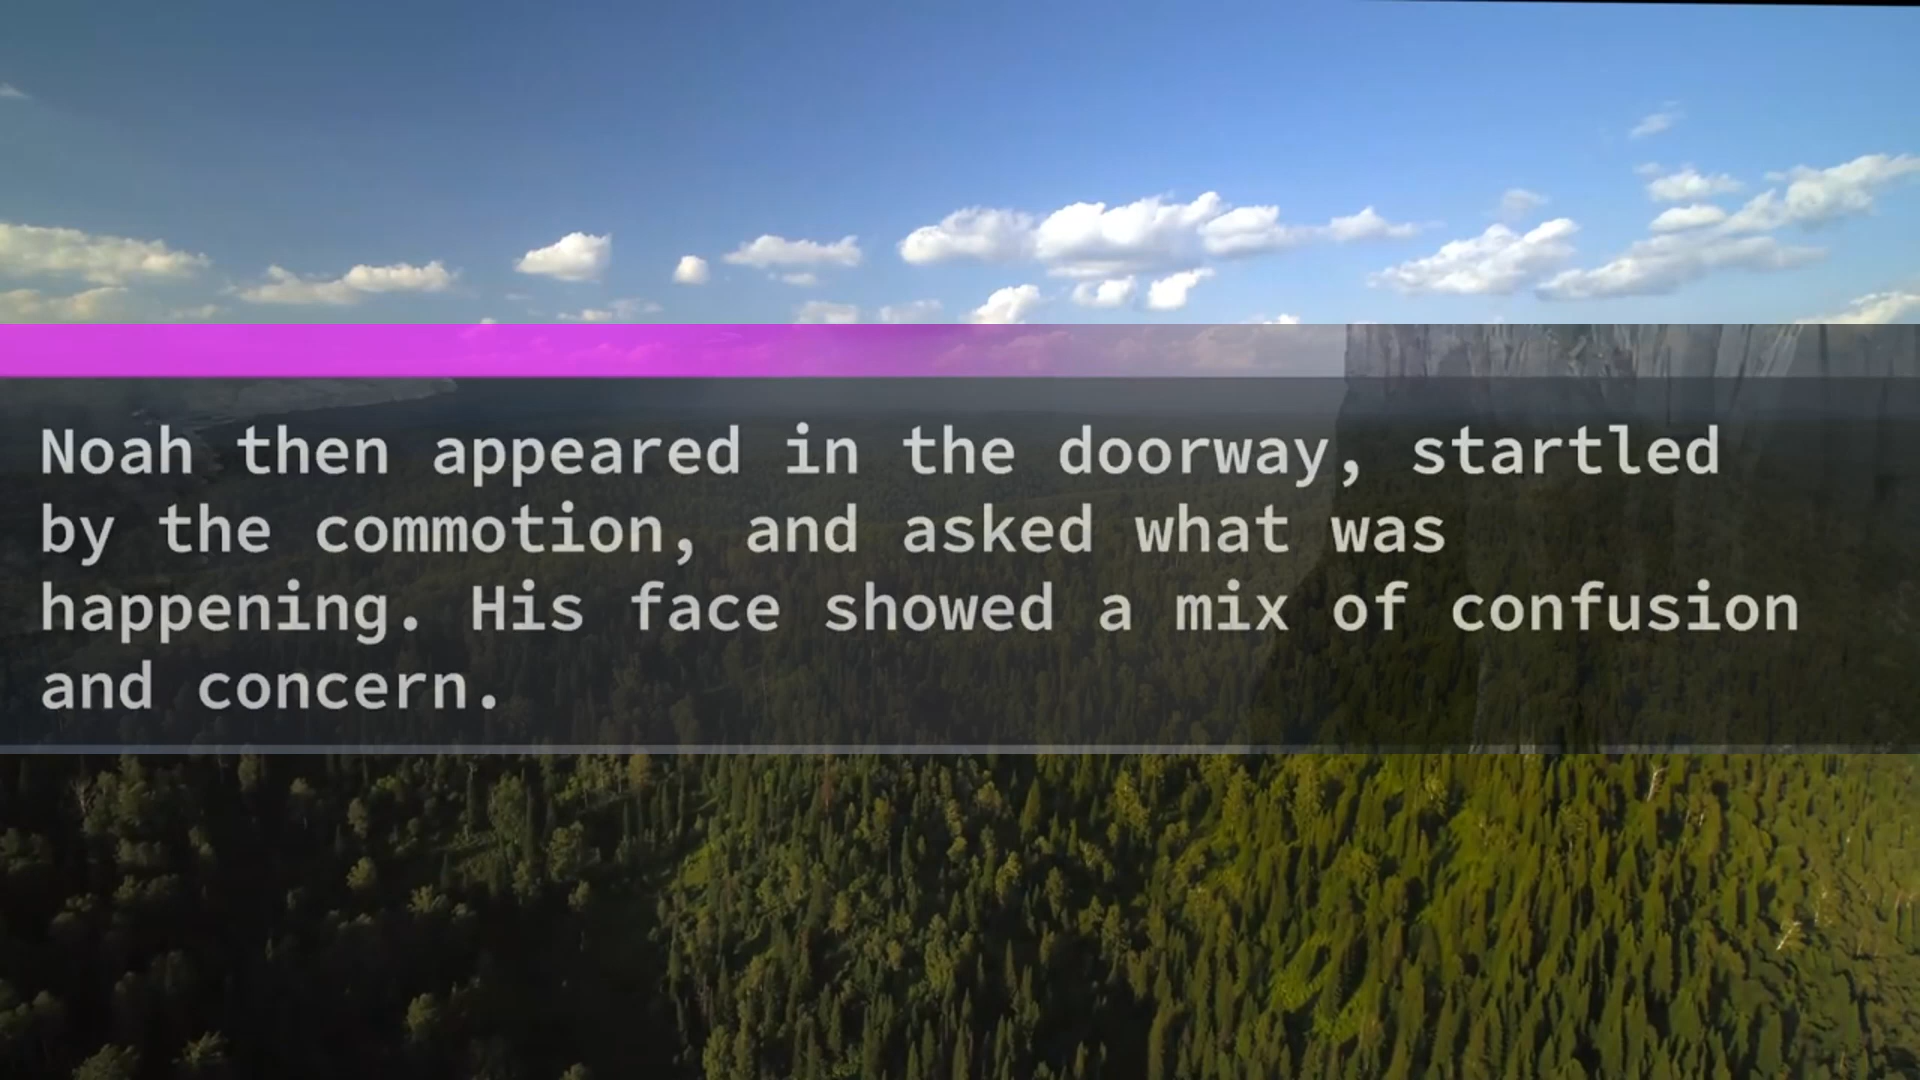 Noah then appeared in the doorway, startled
by the commotion, and asked what was
happening. His face showed a mix of confusion
and concern.